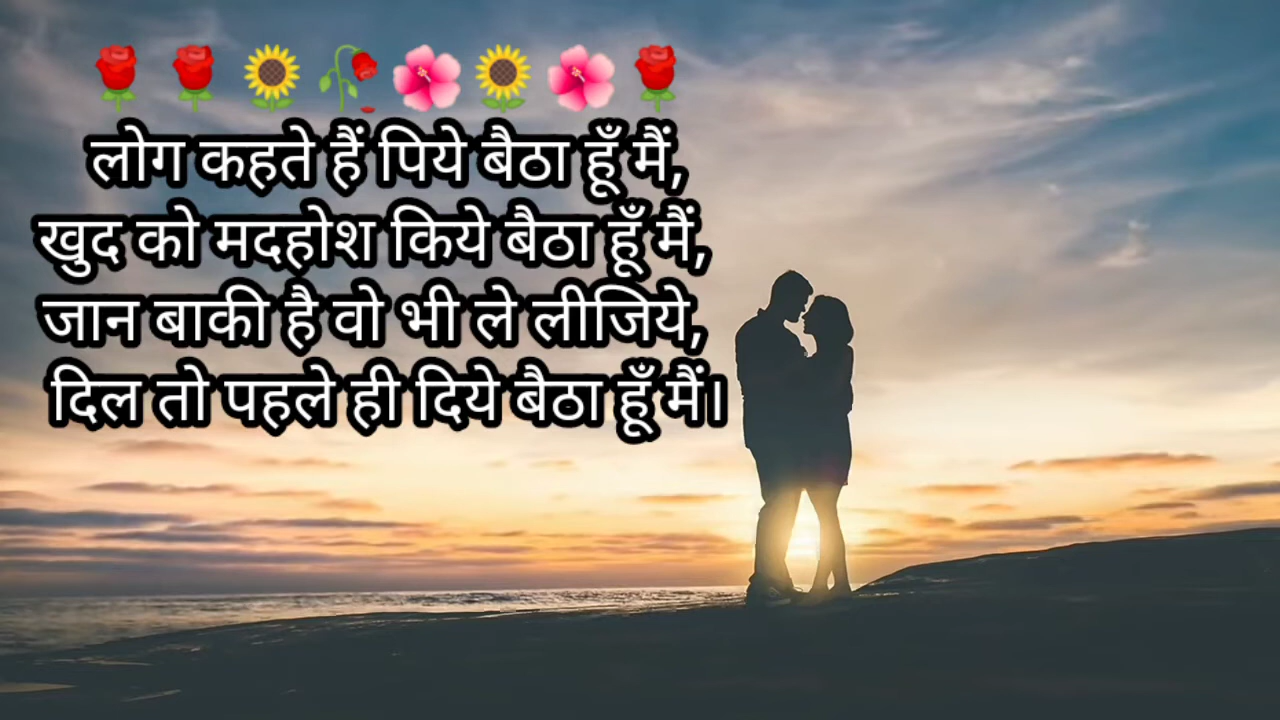 लोग कहते हैं पिये बैठा हूँ मैं,
खुद को मदहोश किये बैठा हूँ मैं,
जान बाकी है वो भी ले लीजिये,
दिल तो पहले ही दिये बैठा हूँ मैं।